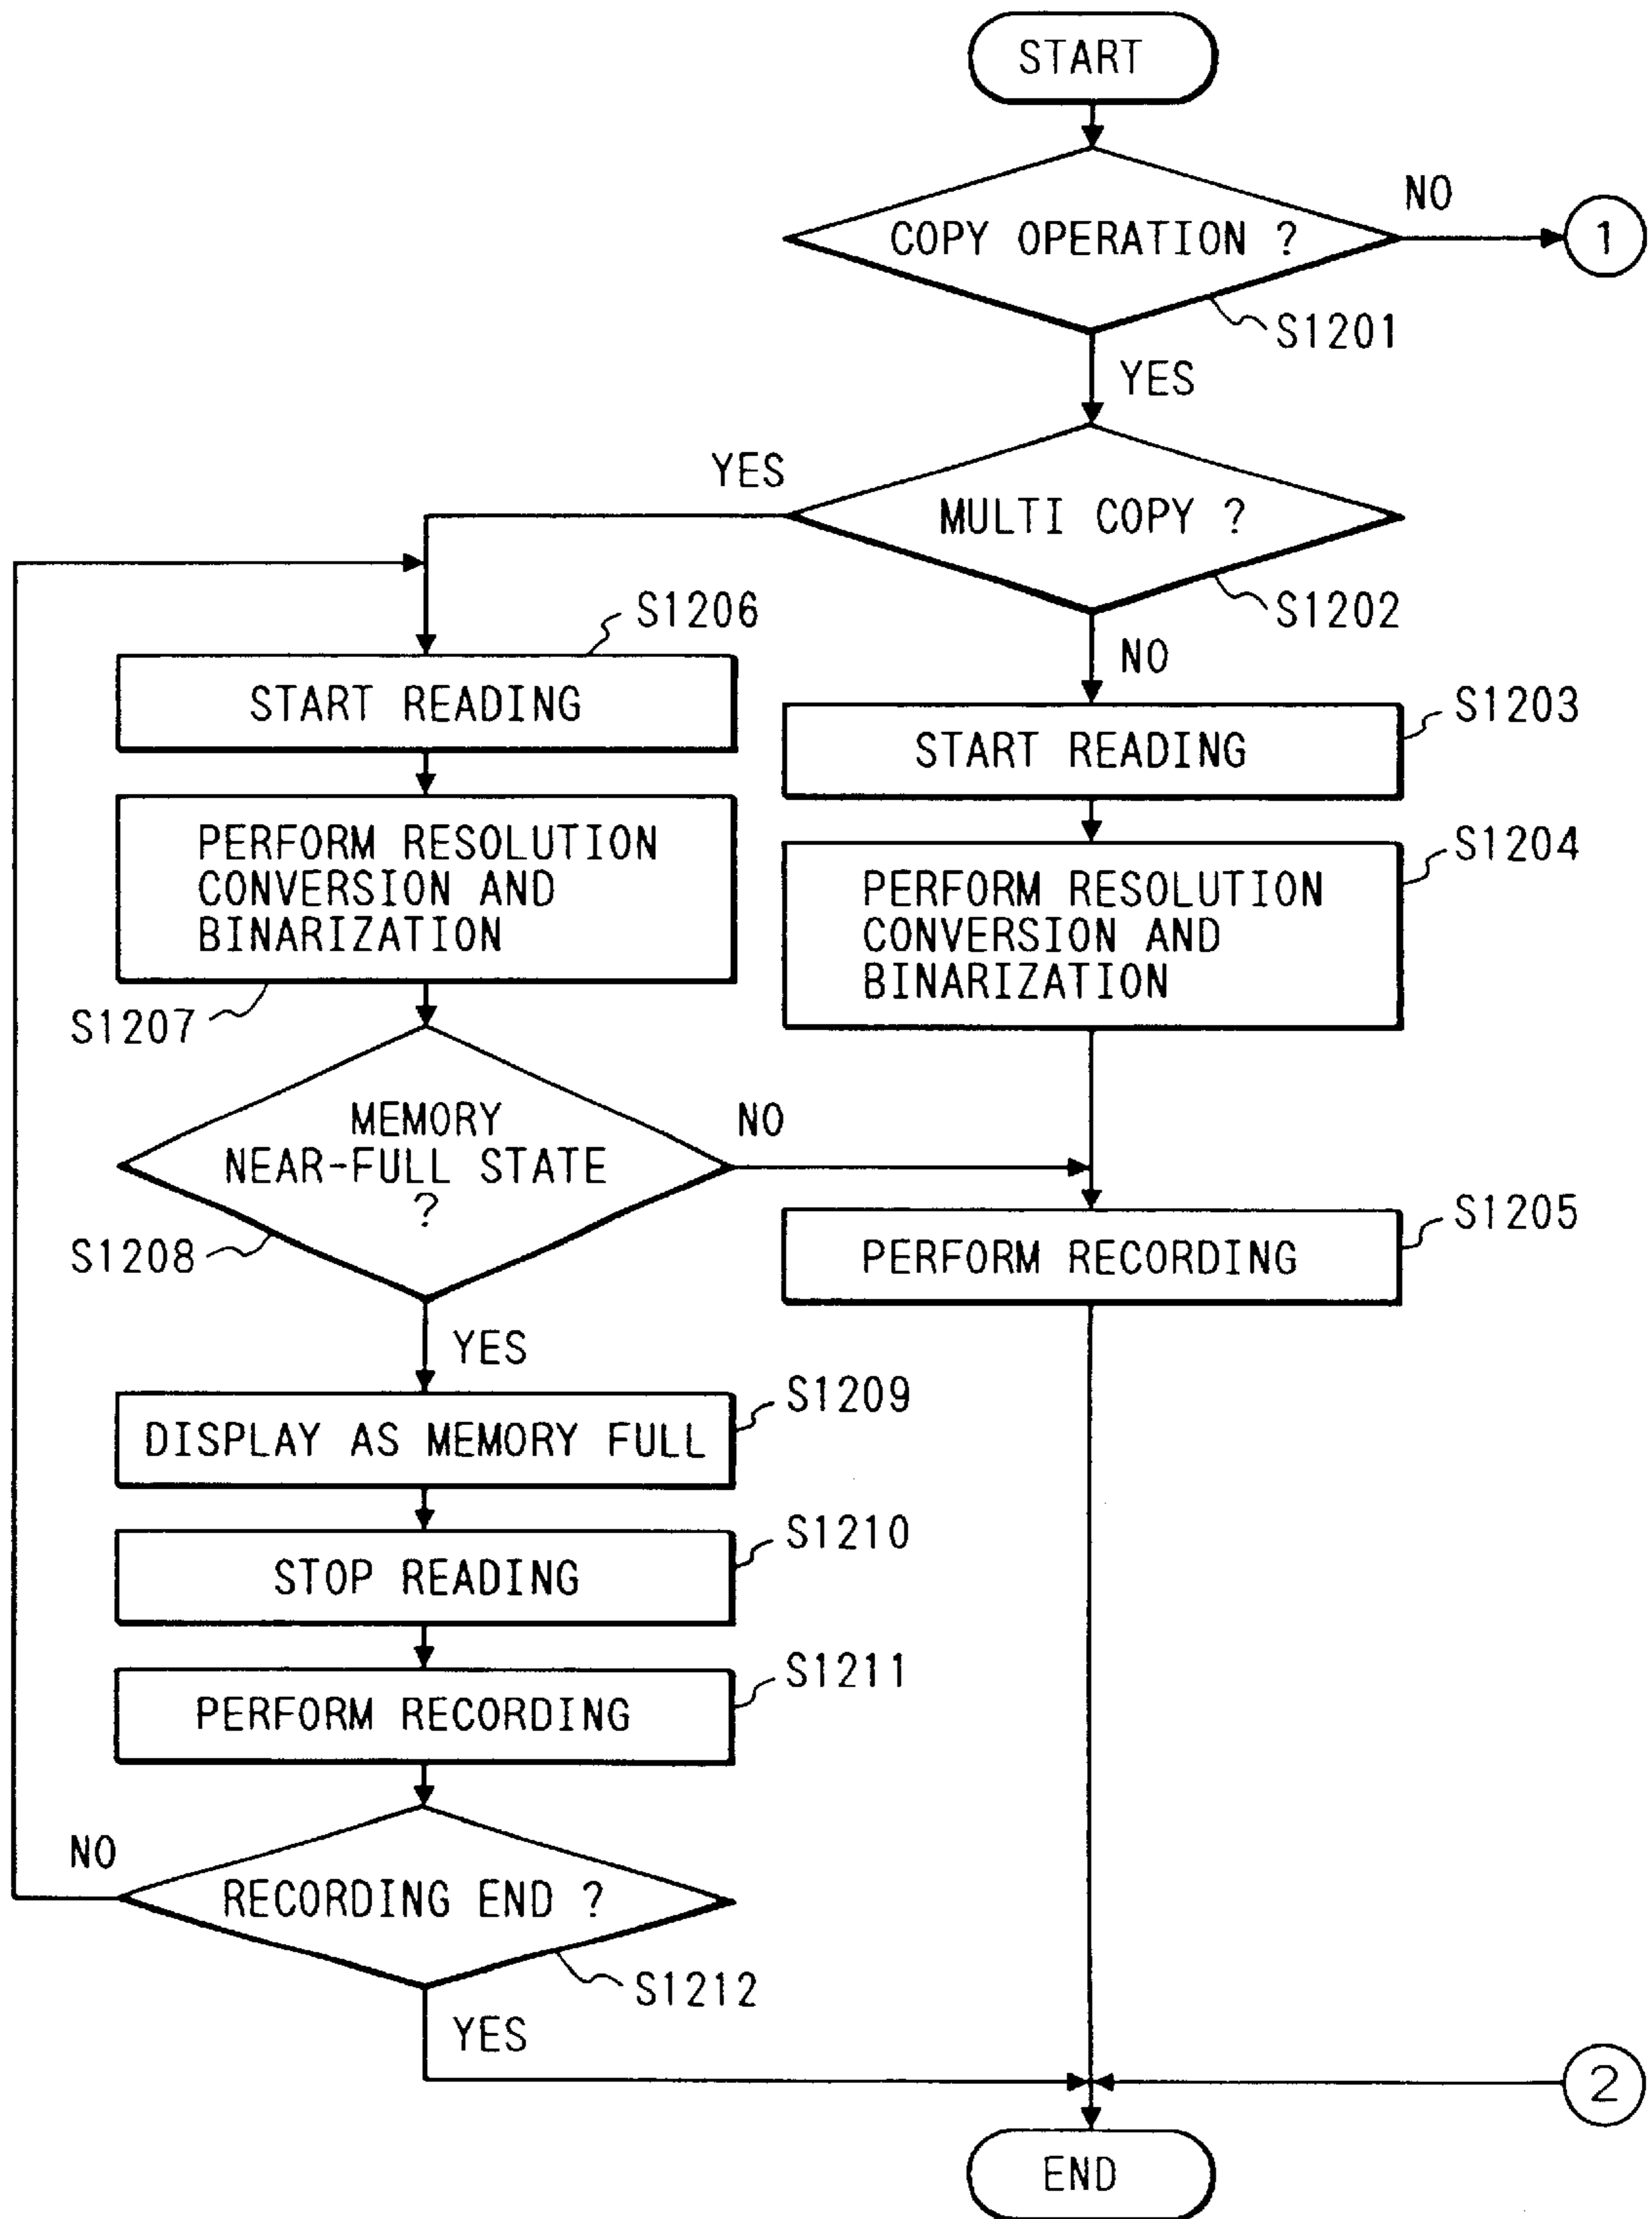 START
COPY OPERATION ?
NO
1
S1201
YES
MULTI COPY ?
YES
S1202
NO
S1206
START READING
S1203
START READING
PERFORM RESOLUTION
CONVERSION AND
BINARIZATION
S1207
S1204
PERFORM RESOLUTION
CONVERSION AND
BINARIZATION
MEMORY
NEAR-FULL STATE
?
NO
S1208
S1205
PERFORM RECORDING
YES
S1209
DISPLAY AS MEMORY FULL
S1210
STOP READING
S1211
PERFORM RECORDING
NO
RECORDING END ?
S1212
YES
2
END